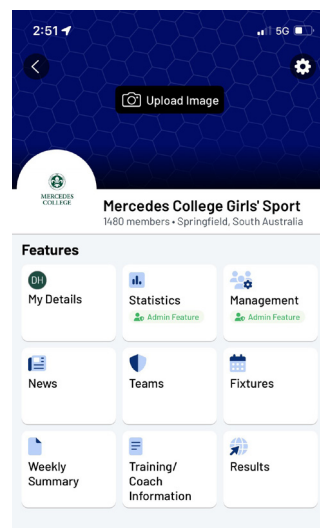 2:51
5G
Upload Image
MERCEDES
COLLEGE
Mercedes College Girls' Sport
1480 members • Springfield, South Australia
Features
DH
My Details
Statistics
Admin Feature
Management
Admin Feature
News
Teams
Fixtures
Weekly
Summary
Training/
Coach
Information
Results